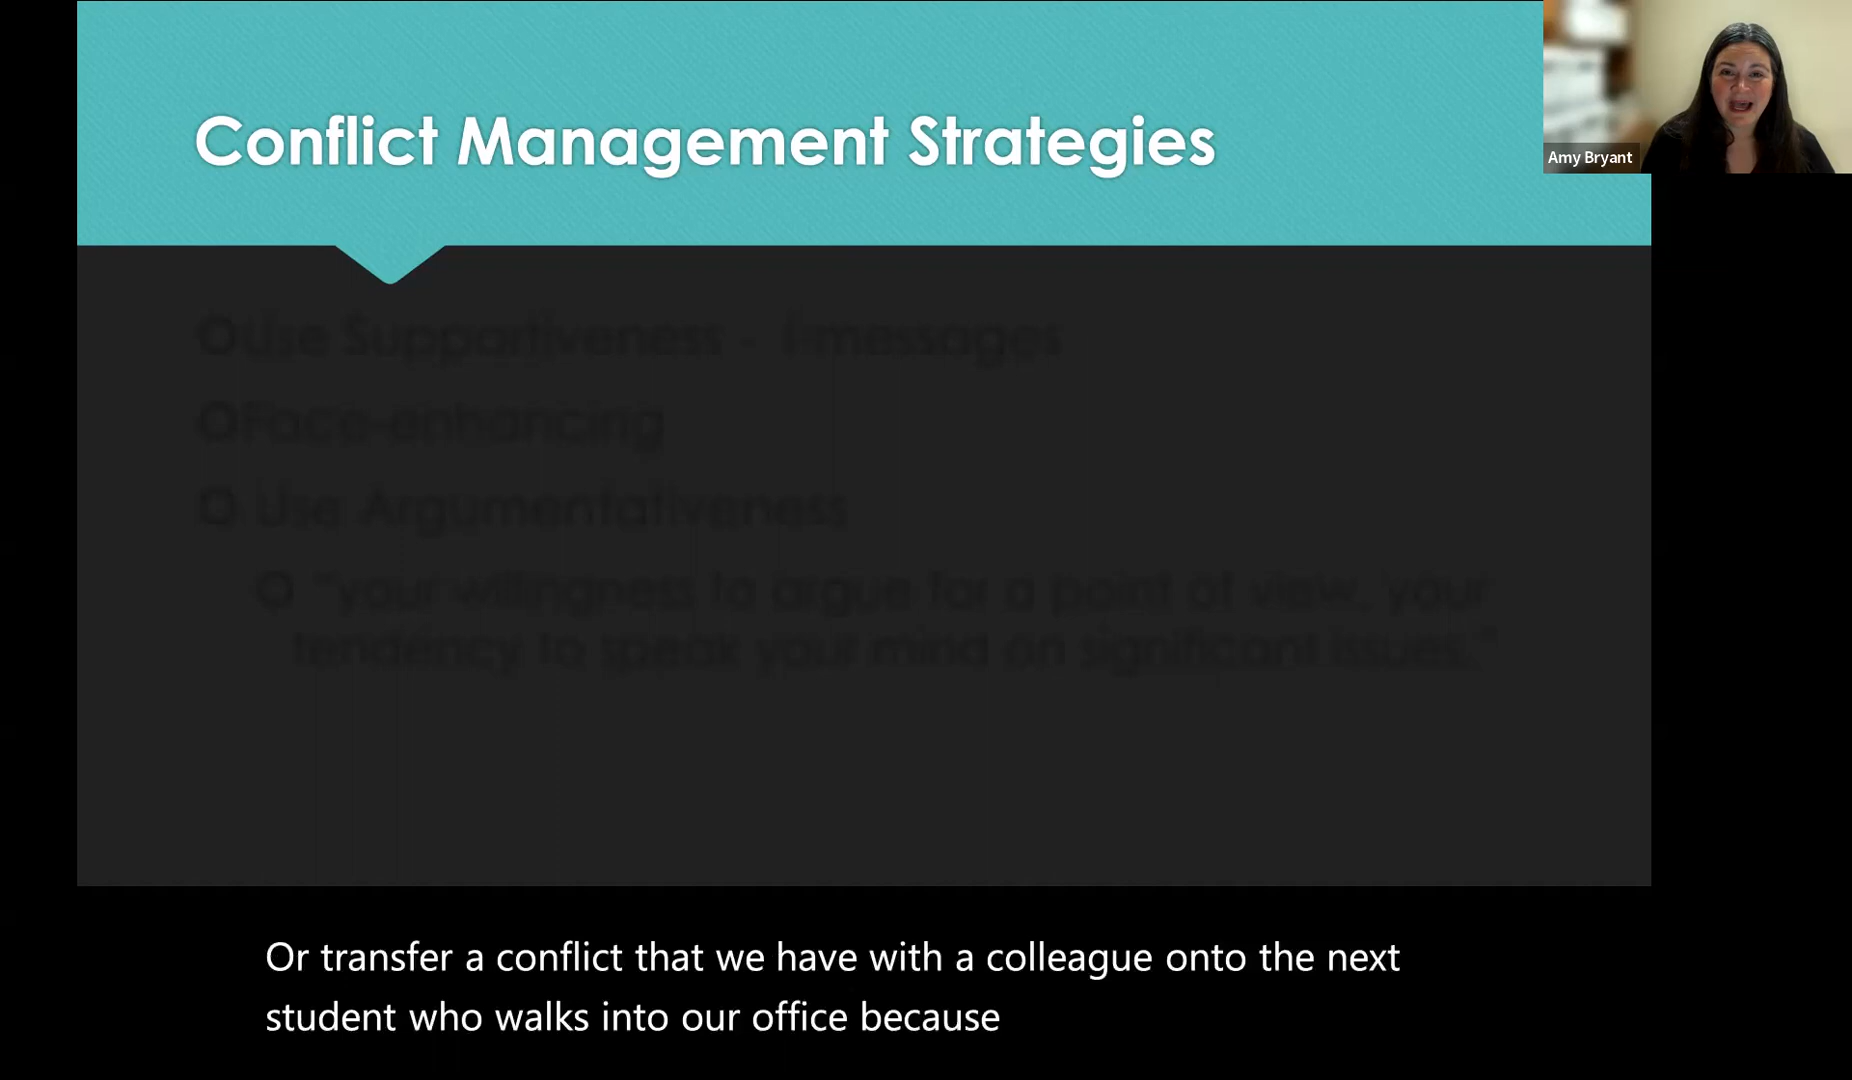 Conflict Management Strategies
Amy Bryant
Use Supportiveness - I-messages
Face-enhancing
Use Argumentativeness
"your willingness to argue for a point of view, your
tendency to speak your mind on significant issues."
Or transfer a conflict that we have with a colleague onto the next
student who walks into our office because